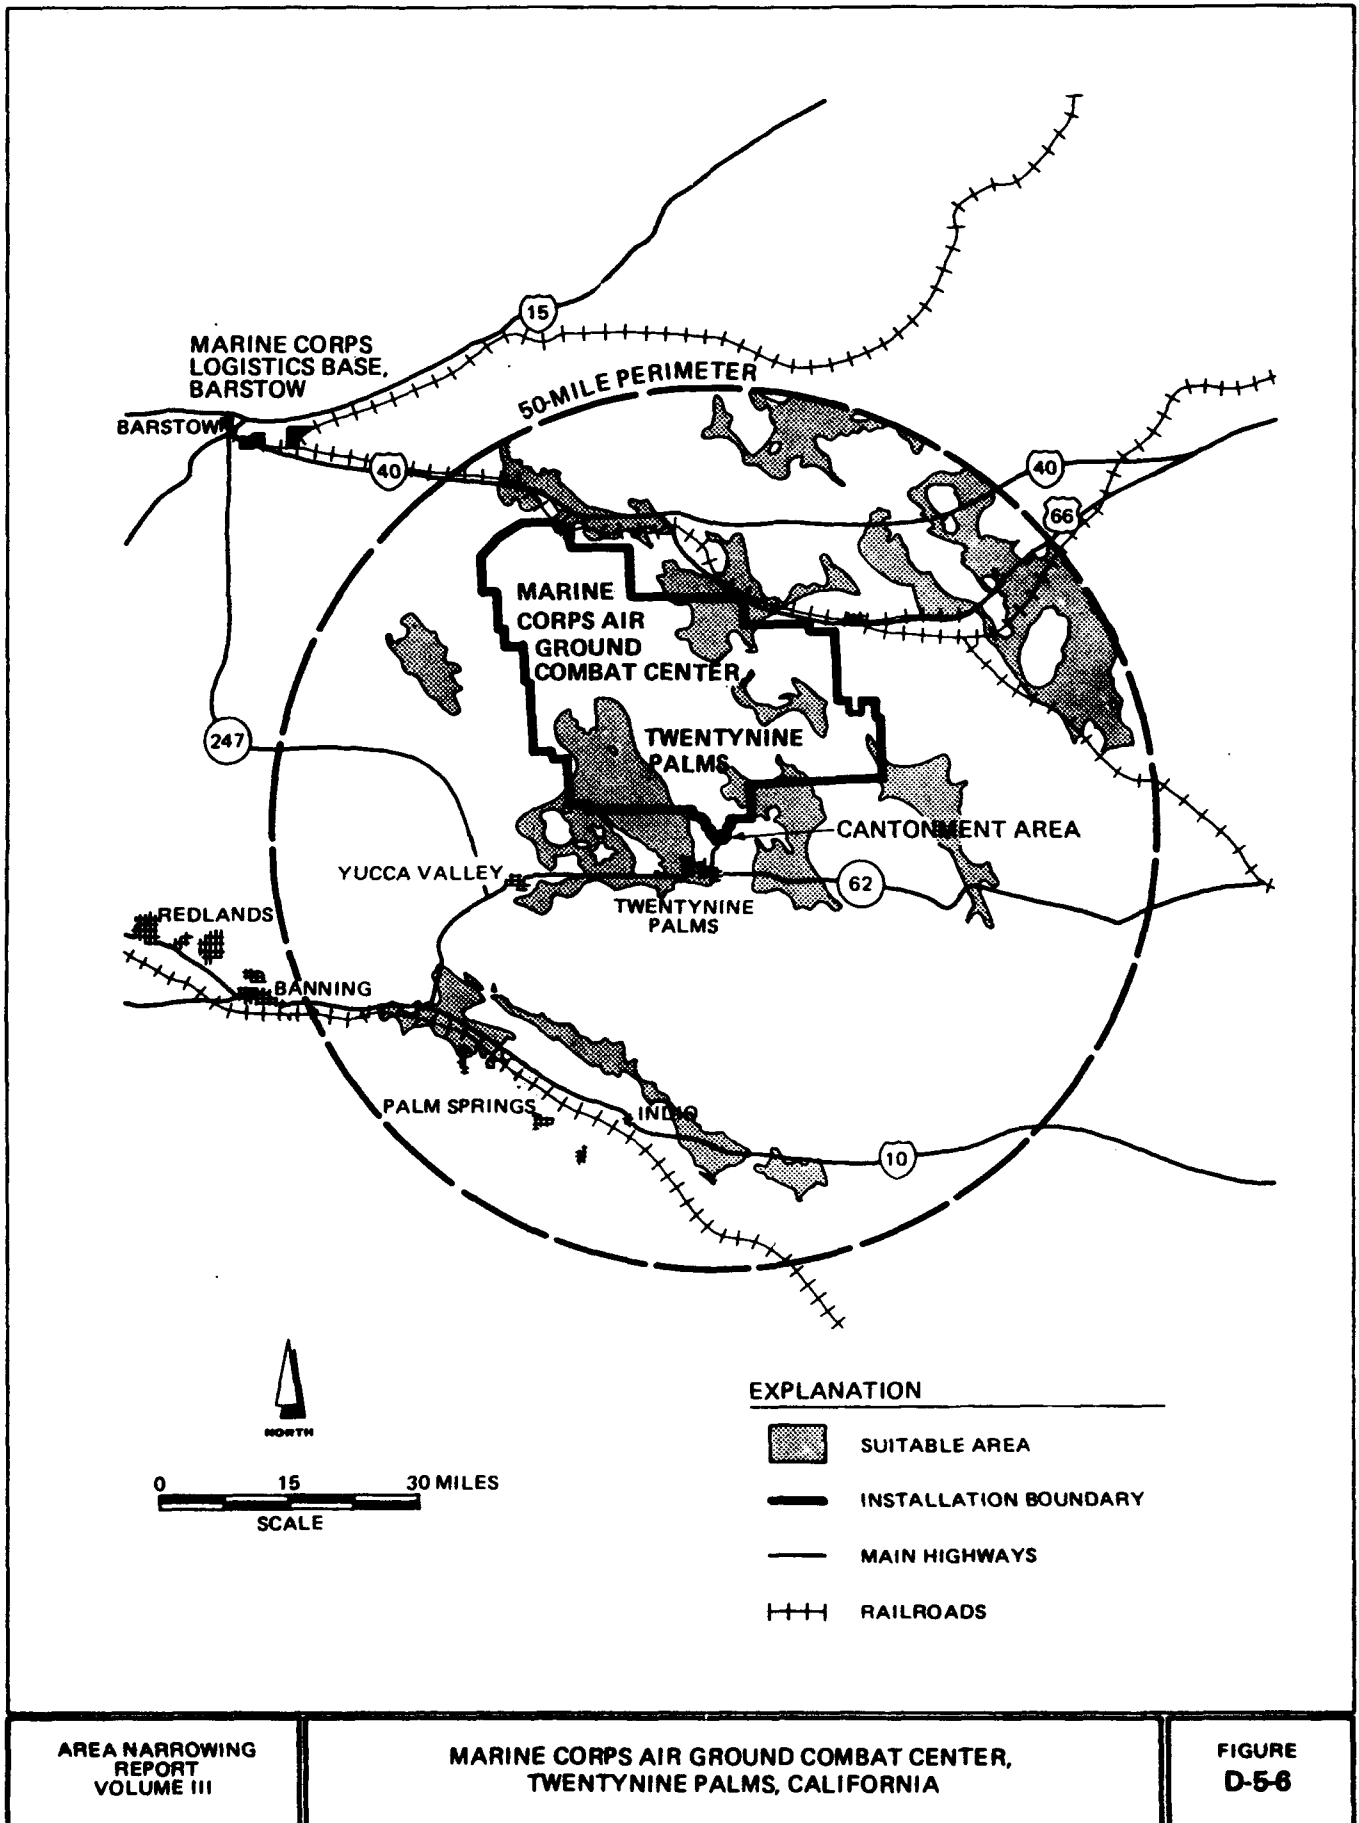 15
MARINE CORPS
LOGISTICS BASE,
BARSTOW
50-MILE PERIMETER
BARSTOW
40
40
66
MARINE
CORPS AIR
GROUND
COMBAT CENTER
247
TWENTYNINE
PALMS
CANTONMENT AREA
YUCCA VALLEY
62
TWENTYNINE
PALMS
REDLANDS
BANNING
PALM SPRINGS
INDIO
10
NORTH
0 15 30 MILES
SCALE
EXPLANATION
SUITABLE AREA
INSTALLATION BOUNDARY
MAIN HIGHWAYS
RAILROADS
AREA NARROWING
REPORT
VOLUME III
MARINE CORPS AIR GROUND COMBAT CENTER,
TWENTYNINE PALMS, CALIFORNIA
FIGURE
D-5-6